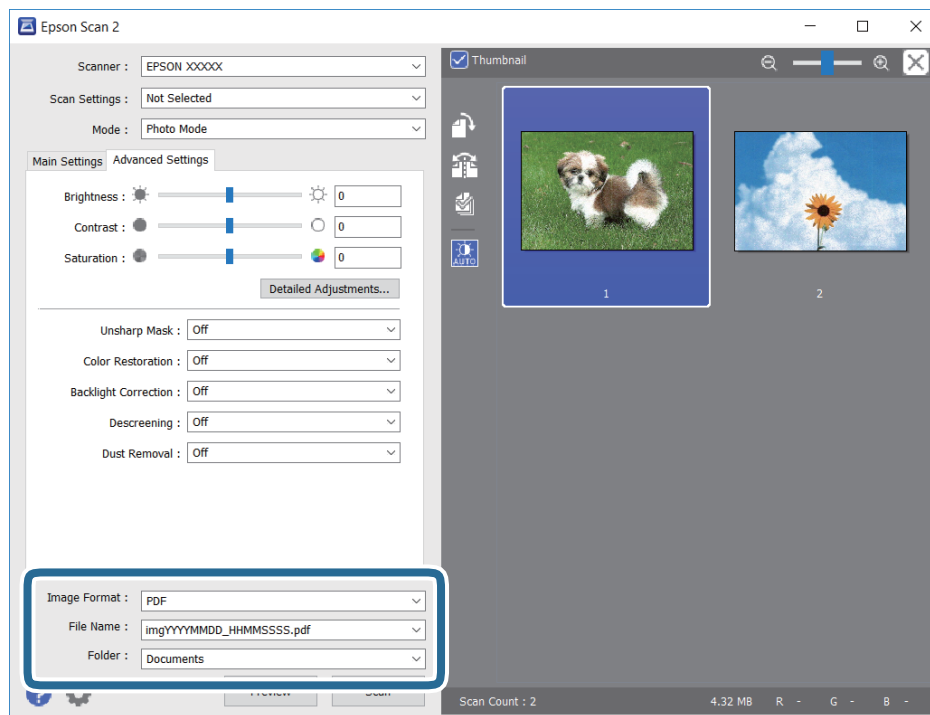 Epson Scan 2
Scanner : EPSON XXXXX
Scan Settings : Not Selected
Mode : Photo Mode
Main Settings Advanced Settings
Brightness : 0
Contrast : 0
Saturation : 0
Detailed Adjustments...
Unsharp Mask : Off
Color Restoration : Off
Backlight Correction : Off
Descreening : Off
Dust Removal : Off
Image Format : PDF
File Name : imgYYYYMMDD_HHMMSSSS.pdf
Folder : Documents
Preview Scan
Thumbnail
AUTO
1
2
Scan Count : 2 4.32 MB R - G - B -